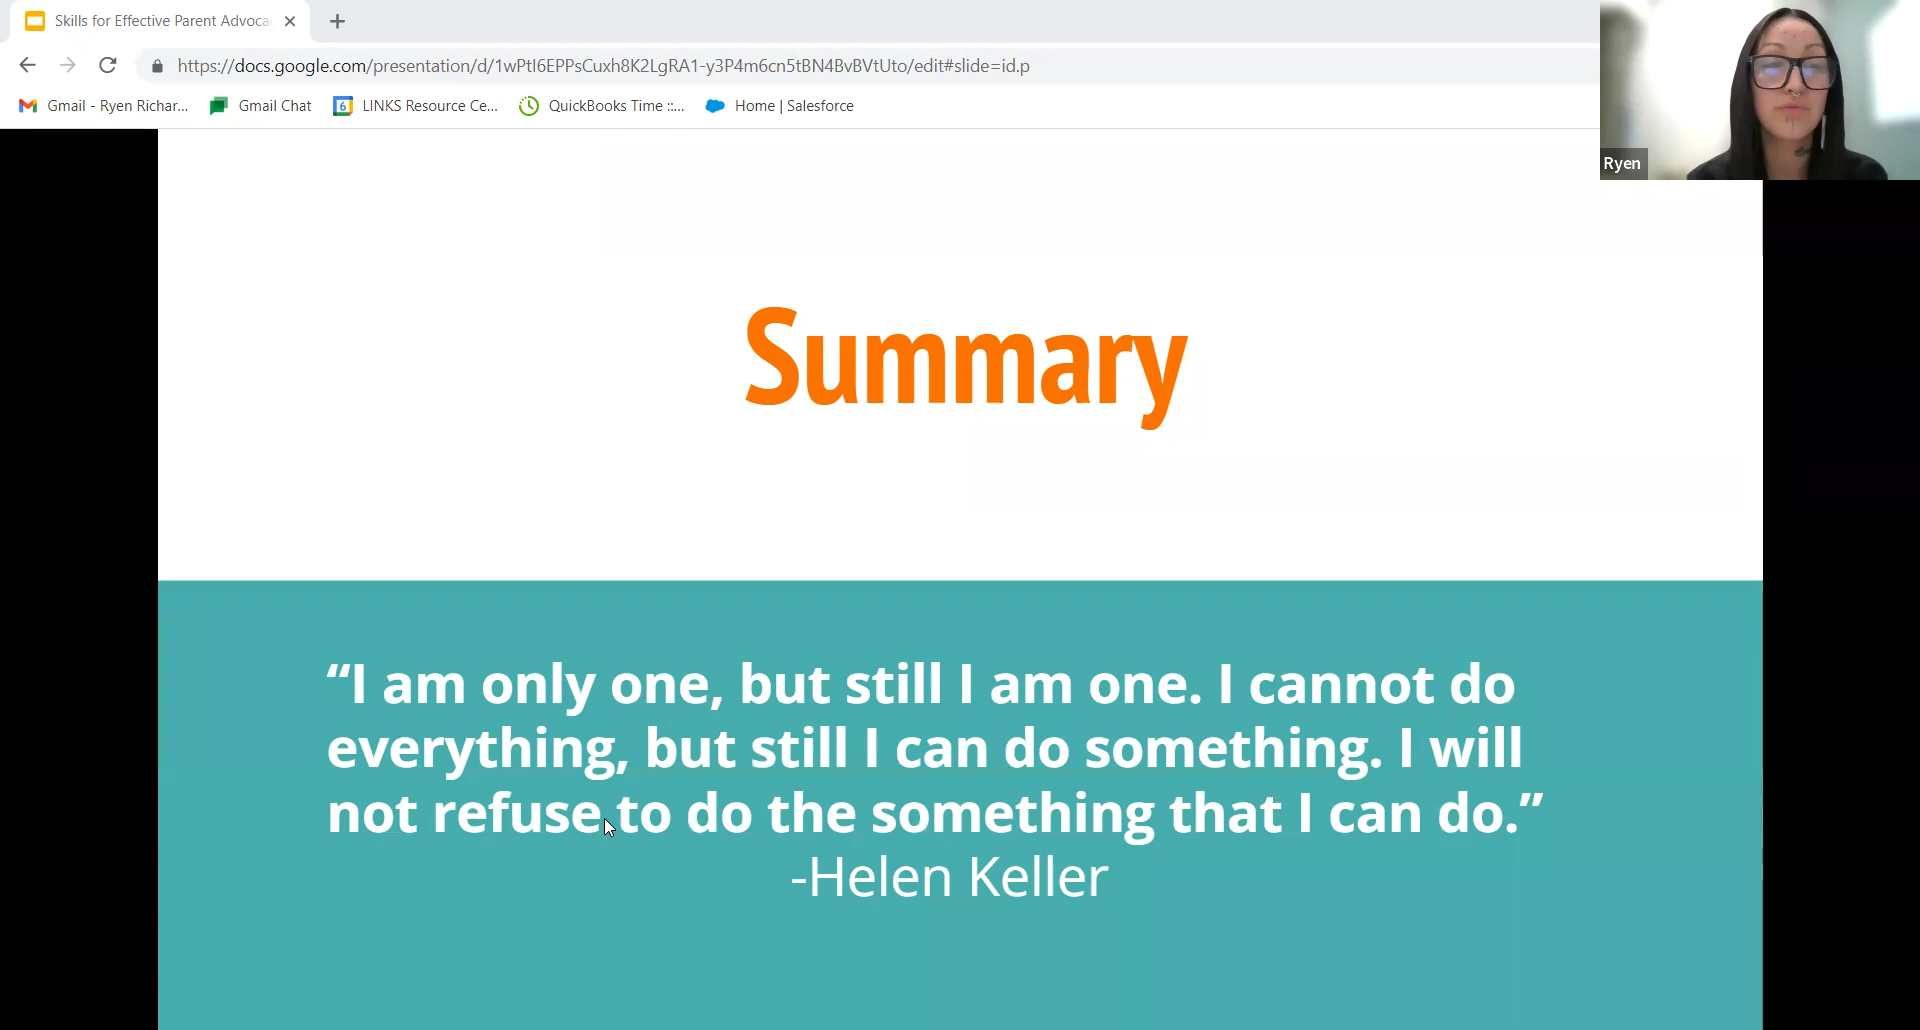 Skills for Effective Parent Advoca
https://docs.google.com/presentation/d/1wPtI6EPPsCuxh8K2LgRA1-y3P4m6cn5tBN4BvBVtUto/edit#slide=id.p
Gmail - Ryen Richar... Gmail Chat 6 LINKS Resource Ce... QuickBooks Time ::... Home | Salesforce
Ryen
Summary
“I am only one, but still I am one. I cannot do
everything, but still I can do something. I will
not refuse to do the something that I can do.”
-Helen Keller